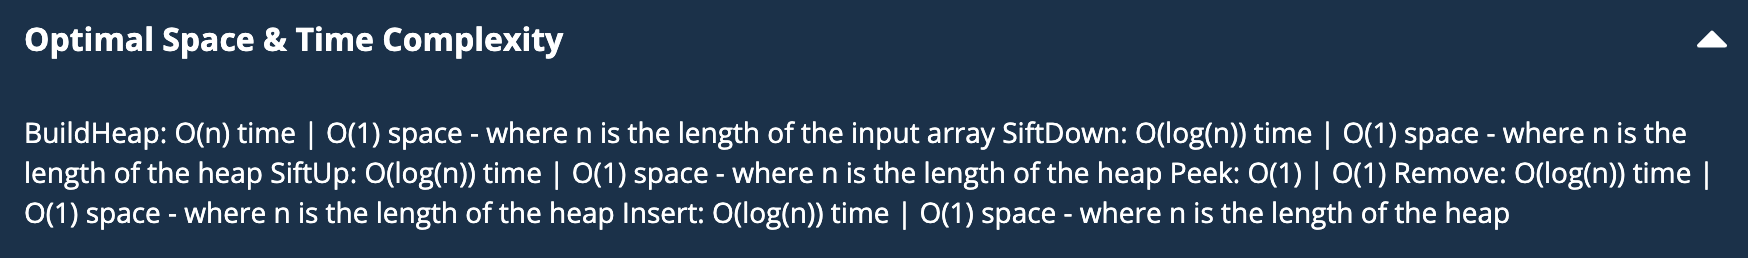 Optimal Space & Time Complexity
BuildHeap: O(n) time | O(1) space - where n is the length of the input array SiftDown: O(log(n)) time | O(1) space - where n is the
length of the heap SiftUp: O(log(n)) time | O(1) space - where n is the length of the heap Peek: O(1) | O(1) Remove: O(log(n)) time |
O(1) space - where n is the length of the heap Insert: O(log(n)) time | O(1) space - where n is the length of the heap